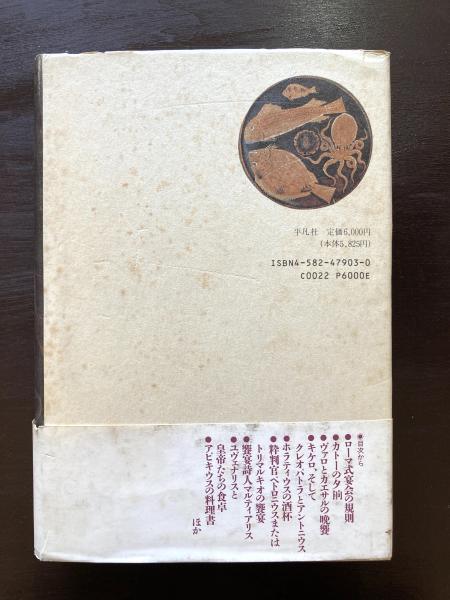 平凡社 定価6,000円
(本体5,825円)
ISBN4-582-47903-0
C0022 P6000E
●目次から
●ローマ式宴会の規則
●カトーの夕餉
●ヴァロとカエサルの晩饗
●キケロ、そして
クレオパトラとアントニウス
●ホラティウスの酒杯
●粋判官ペトロニウスまたは
トリマルキオの饗宴
●饗宴詩人マルティアリス
●ユヴェナリスと
皇帝たちの食卓
●アピキウスの料理書
ほか